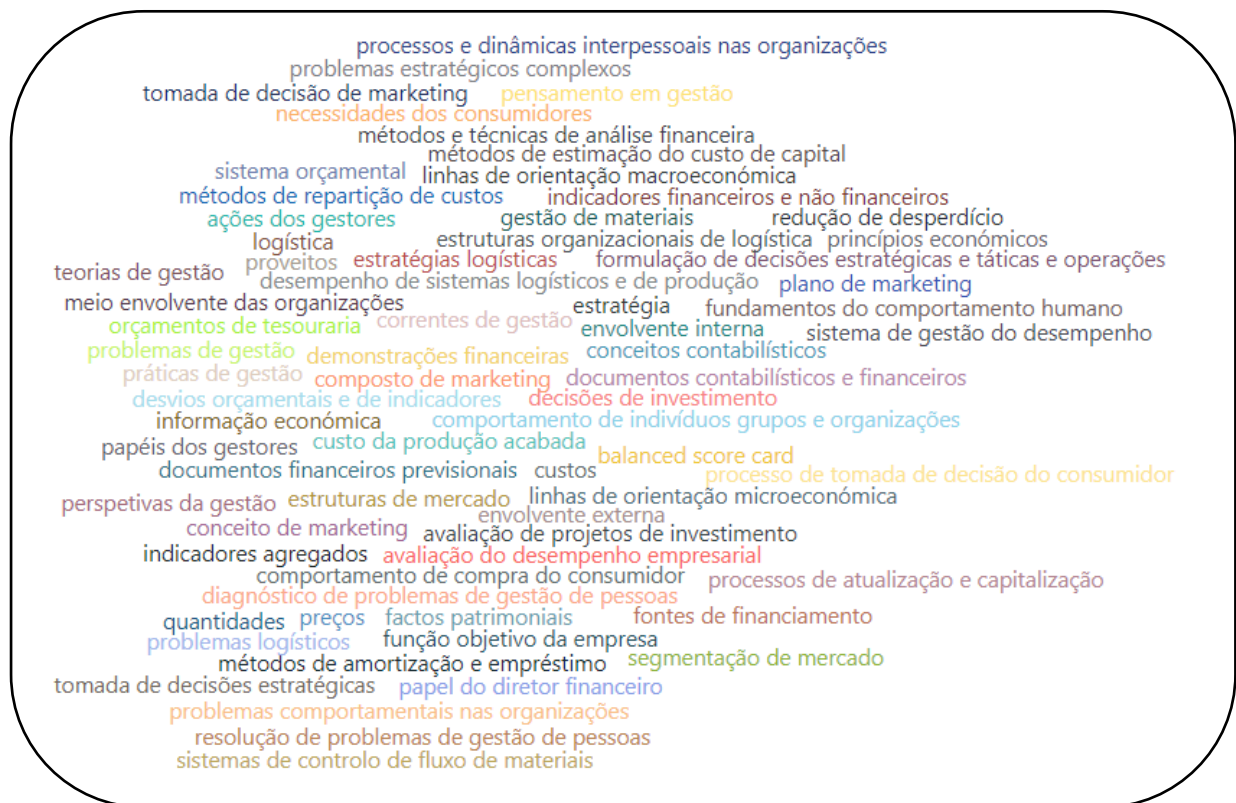 processos e dinâmicas interpessoais nas organizações
problemas estratégicos complexos
tomada de decisão de marketing pensamento em gestão
necessidades dos consumidores
métodos e técnicas de análise financeira
métodos de estimação do custo de capital
sistema orçamental linhas de orientação macroeconómica
métodos de repartição de custos indicadores financeiros e não financeiros
ações dos gestores gestão de materiais redução de desperdício
logística estruturas organizacionais de logística princípios económicos
teorias de gestão proveitos estratégias logísticas formulação de decisões estratégicas e táticas e operações
desempenho de sistemas logísticos e de produção plano de marketing
meio envolvente das organizações estratégia fundamentos do comportamento humano
orçamentos de tesouraria correntes de gestão envolvente interna sistema de gestão do desempenho
problemas de gestão demonstrações financeiras conceitos contabilísticos
práticas de gestão composto de marketing documentos contabilísticos e financeiros
desvios orçamentais e de indicadores decisões de investimento
informação económica comportamento de indivíduos grupos e organizações
papéis dos gestores custo da produção acabada balanced score card
documentos financeiros previsionais custos processo de tomada de decisão do consumidor
perspetivas da gestão estruturas de mercado linhas de orientação microeconómica
envolvente externa
conceito de marketing avaliação de projetos de investimento
indicadores agregados avaliação do desempenho empresarial
comportamento de compra do consumidor processos de atualização e capitalização
diagnóstico de problemas de gestão de pessoas
quantidades preços factos patrimoniais fontes de financiamento
problemas logísticos função objetivo da empresa
métodos de amortização e empréstimo segmentação de mercado
tomada de decisões estratégicas papel do diretor financeiro
problemas comportamentais nas organizações
resolução de problemas de gestão de pessoas
sistemas de controlo de fluxo de materiais